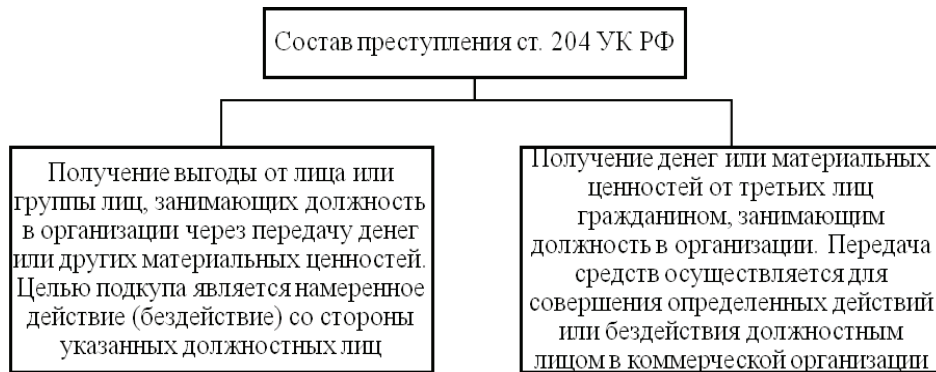 Состав преступления ст. 204 УК РФ
Получение выгоды от лица или
группы лиц, занимающих должность
в организации через передачу денег
или других материальных ценностей.
Целью подкупа является намеренное
действие (бездействие) со стороны
указанных должностных лиц
Получение денег или материальных
ценностей от третьих лиц
гражданином, занимающим
должность в организации. Передача
средств осуществляется для
совершения определенных действий
или бездействия должностным
лицом в коммерческой организации